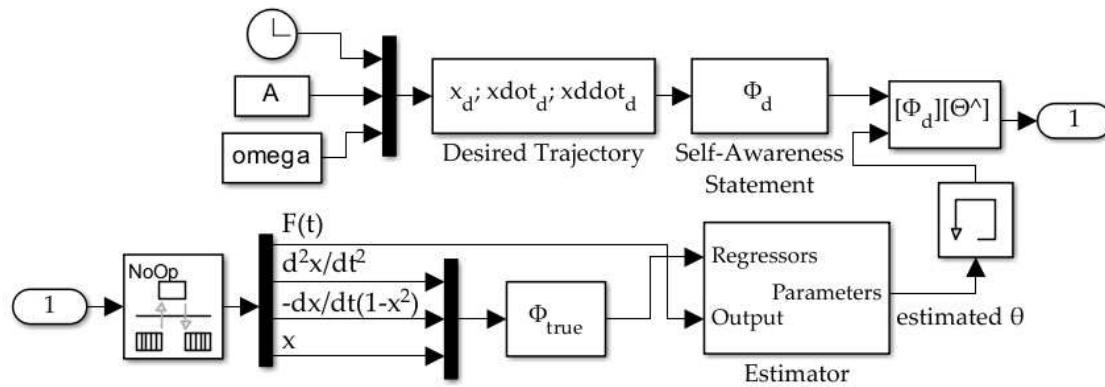 A
omega
x_d; xdot_d; xddot_d
Desired Trajectory
Φ_d
Self-Awareness
Statement
[Φ_d][Θ^]
1
1
NoOp
F(t)
d²x/dt²
-dx/dt(1-x²)
x
Φ_true
Regressors
Parameters
Output
Estimator
estimated θ